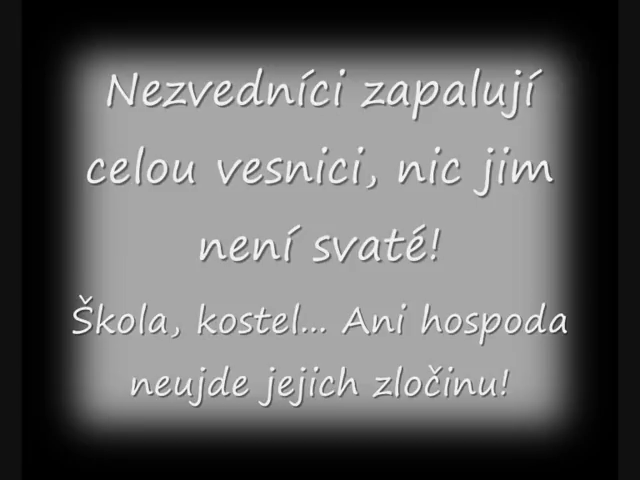 Nezvedníci zapalují
celou vesnici, nic jim
není svaté!
Škola, kostel... Ani hospoda
neujde jejich zločinu!